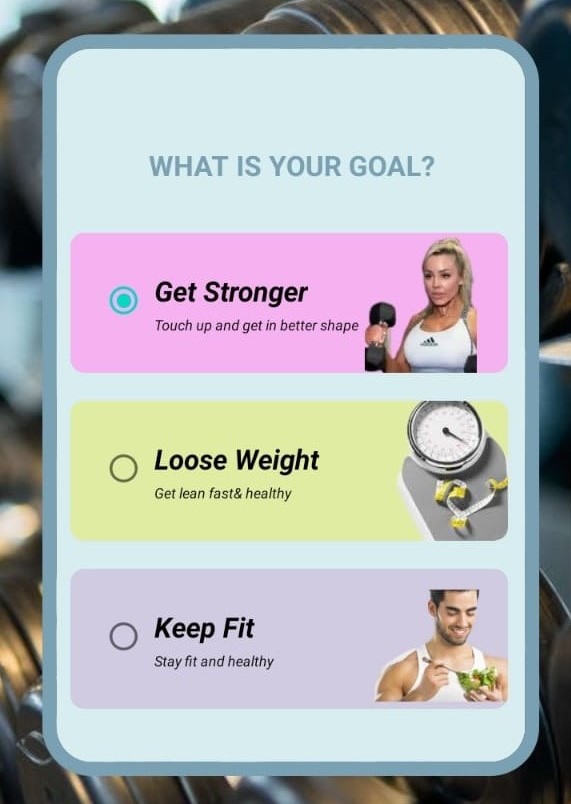 WHAT IS YOUR GOAL?
Get Stronger
Touch up and get in better shape
Loose Weight
Get lean fast& healthy
Keep Fit
Stay fit and healthy